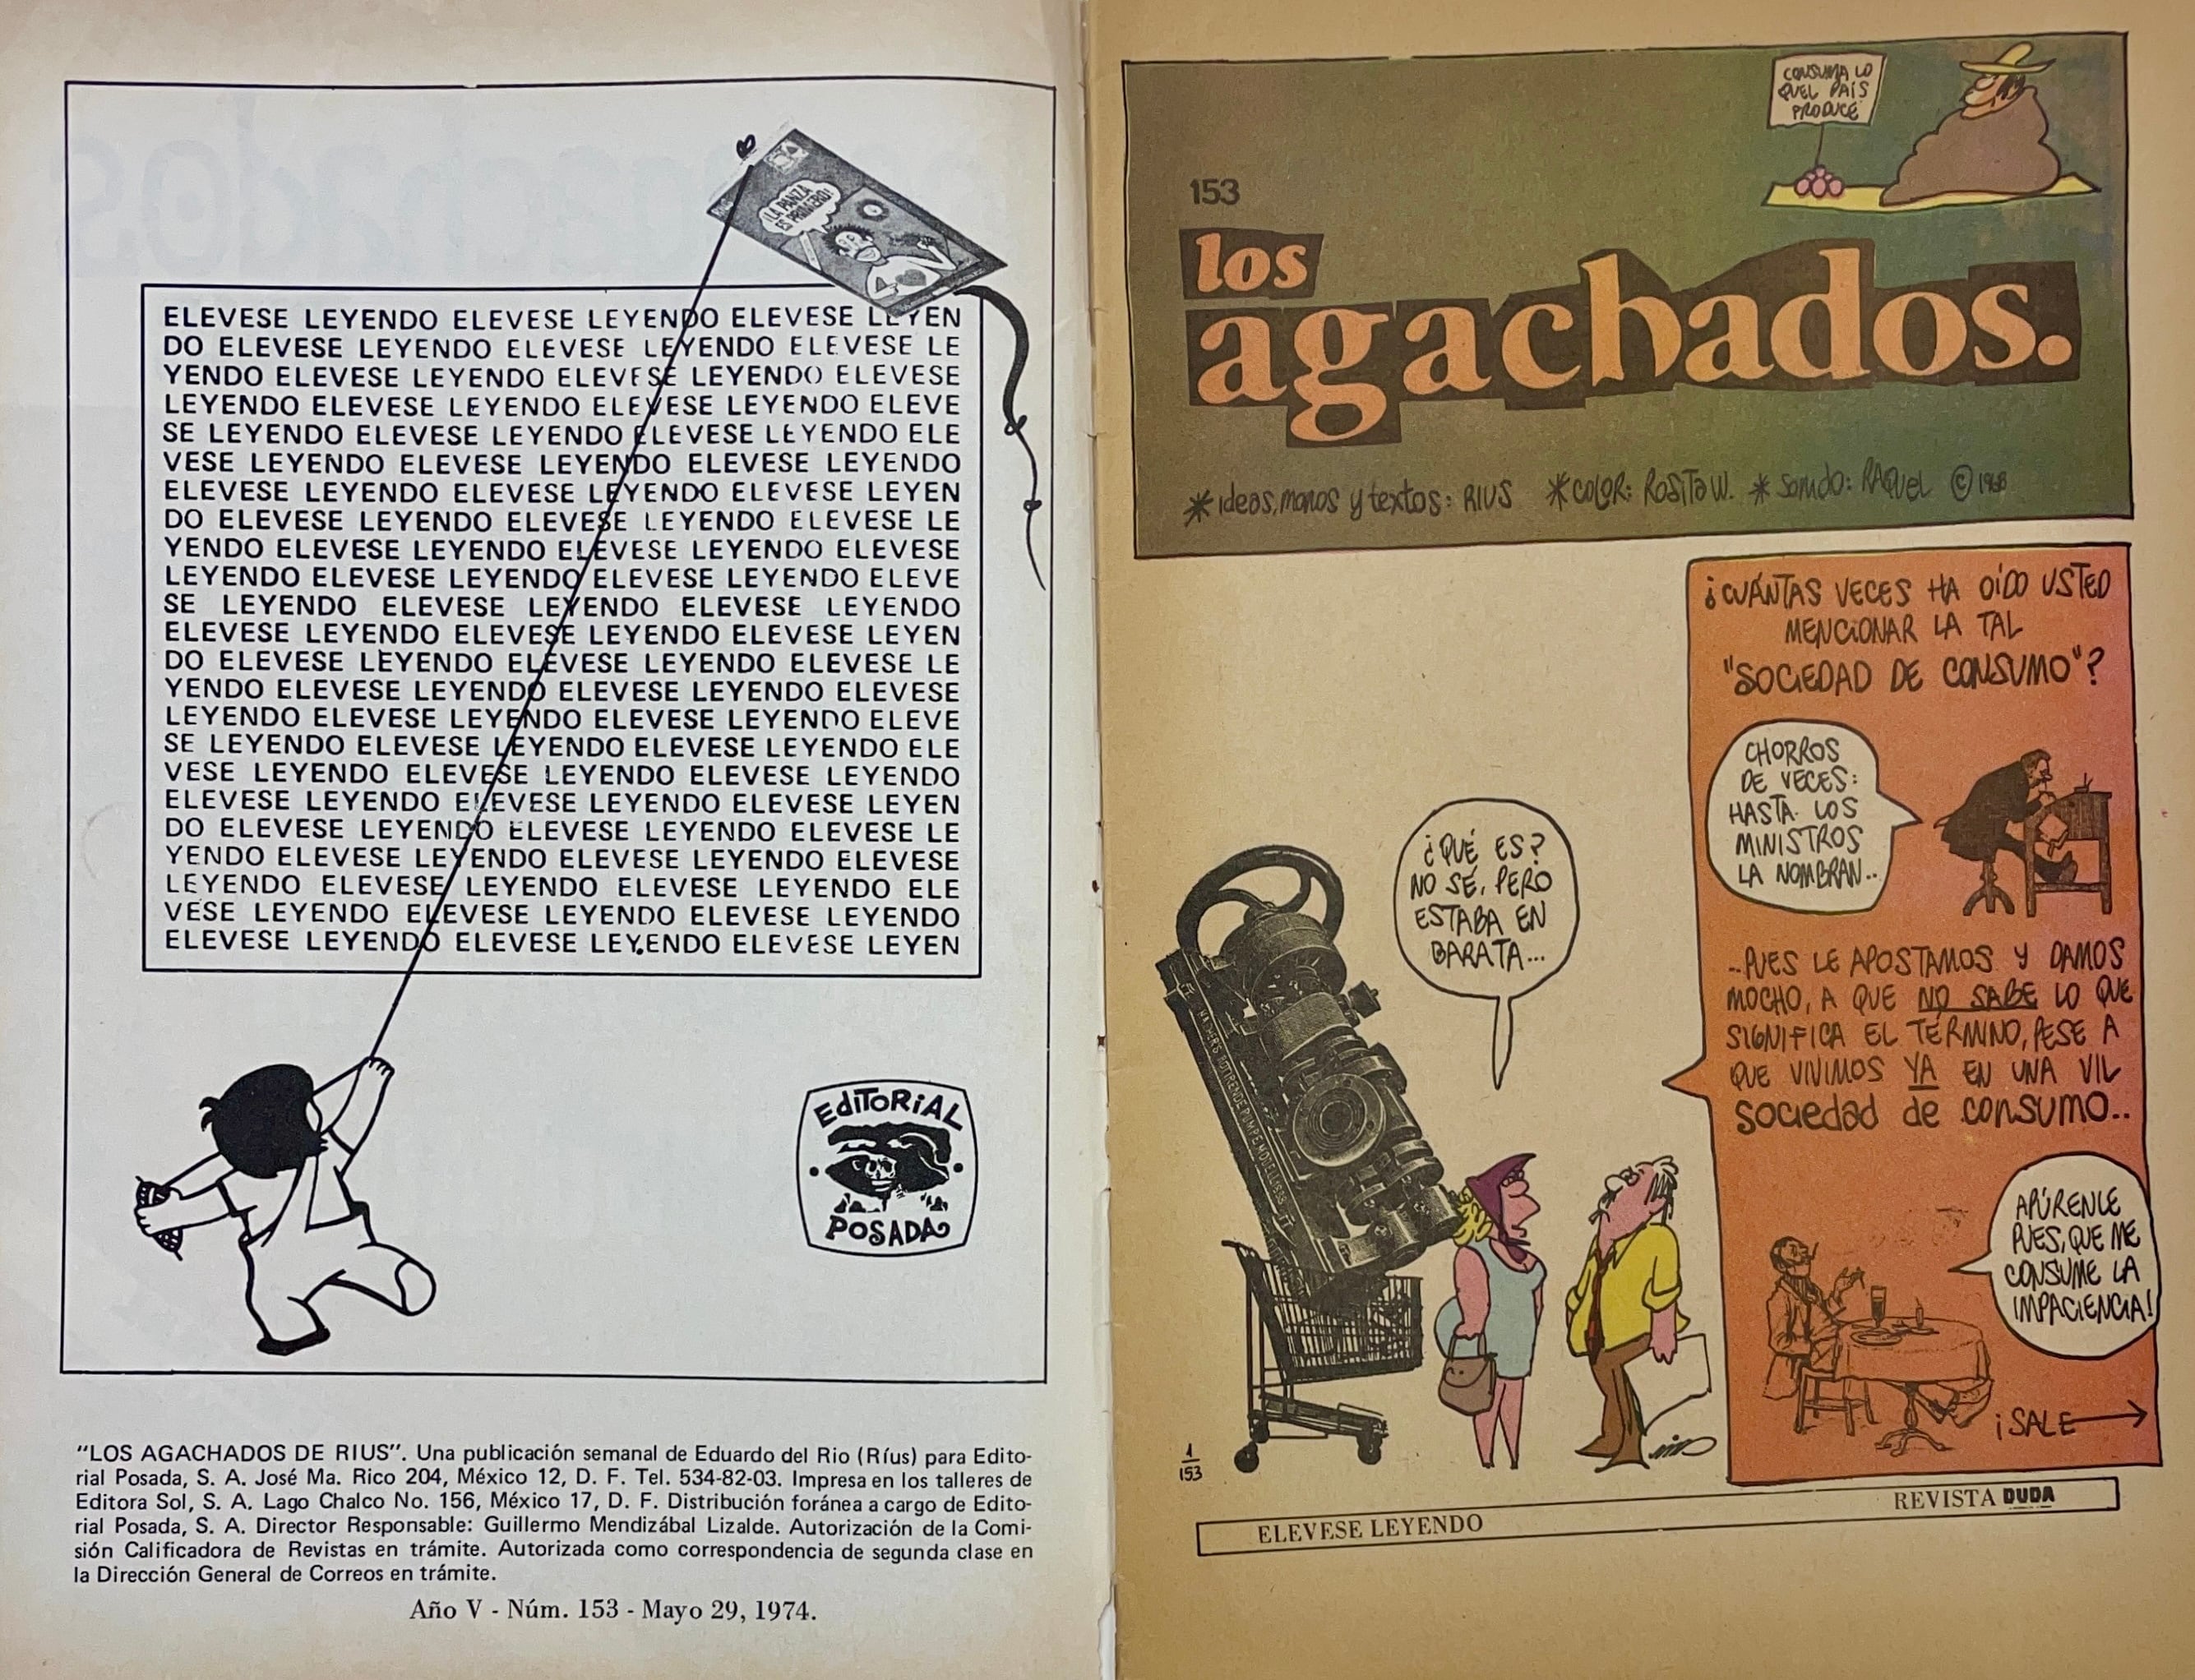 ¡LA PANZA
ES PRIMERO!
ELEVESE LEYENDO ELEVESE LEYENDO ELEVESE LEYEN
DO ELEVESE LEYENDO ELEVESE LEYENDO ELEVESE LE
YENDO ELEVESE LEYENDO ELEVESE LEYENDO ELEVESE
LEYENDO ELEVESE LEYENDO ELEVESE LEYENDO ELEVE
SE LEYENDO ELEVESE LEYENDO ELEVESE LEYENDO ELE
VESE LEYENDO ELEVESE LEYENDO ELEVESE LEYENDO
ELEVESE LEYENDO ELEVESE LEYENDO ELEVESE LEYEN
DO ELEVESE LEYENDO ELEVESE LEYENDO ELEVESE LE
YENDO ELEVESE LEYENDO ELEVESE LEYENDO ELEVESE
LEYENDO ELEVESE LEYENDO ELEVESE LEYENDO ELEVE
SE LEYENDO ELEVESE LEYENDO ELEVESE LEYENDO
ELEVESE LEYENDO ELEVESE LEYENDO ELEVESE LEYEN
DO ELEVESE LEYENDO ELEVESE LEYENDO ELEVESE LE
YENDO ELEVESE LEYENDO ELEVESE LEYENDO ELEVESE
LEYENDO ELEVESE LEYENDO ELEVESE LEYENDO ELEVE
SE LEYENDO ELEVESE LEYENDO ELEVESE LEYENDO ELE
VESE LEYENDO ELEVESE LEYENDO ELEVESE LEYENDO
ELEVESE LEYENDO ELEVESE LEYENDO ELEVESE LEYEN
DO ELEVESE LEYENDO ELEVESE LEYENDO ELEVESE LE
YENDO ELEVESE LEYENDO ELEVESE LEYENDO ELEVESE
LEYENDO ELEVESE LEYENDO ELEVESE LEYENDO ELE
VESE LEYENDO ELEVESE LEYENDO ELEVESE LEYENDO
ELEVESE LEYENDO ELEVESE LEYENDO ELEVESE LEYEN
EDITORIAL
POSADA
"LOS AGACHADOS DE RIUS". Una publicación semanal de Eduardo del Rio (Ríus) para Edito-
rial Posada, S. A. José Ma. Rico 204, México 12, D. F. Tel. 534-82-03. Impresa en los talleres de
Editora Sol, S. A. Lago Chalco No. 156, México 17, D. F. Distribución foránea a cargo de Edito-
rial Posada, S. A. Director Responsable: Guillermo Mendizábal Lizalde. Autorización de la Comi-
sión Calificadora de Revistas en trámite. Autorizada como correspondencia de segunda clase en
la Dirección General de Correos en trámite.
Año V - Núm. 153 - Mayo 29, 1974.
CONSUMA LO
QUEL PAÍS
PRODUCE
153
los
agachados.
*ideas, monos y textos: RIUS *COLOR: ROSITA W. *Sonido: RAQUEL © 1968
¿CUÁNTAS VECES HA OÍDO USTED
MENCIONAR LA TAL
"SOCIEDAD DE CONSUMO"?
CHORROS
DE VECES:
HASTA LOS
MINISTROS
LA NOMBRAN..
..PUES LE APOSTAMOS Y DAMOS
MOCHO, A QUE NO SABE LO QUE
SIGNIFICA EL TÉRMINO, PESE A
QUE VIVIMOS YA EN UNA VIL
Sociedad de consumo..
APÚRENLE
PUES, QUE ME
CONSUME LA
IMPACIENCIA!
¡SALE
¿QUÉ ES?
NO SÉ, PERO
ESTABA EN
BARATA...
rius
1
153
ELEVESE LEYENDO
REVISTA DUDA